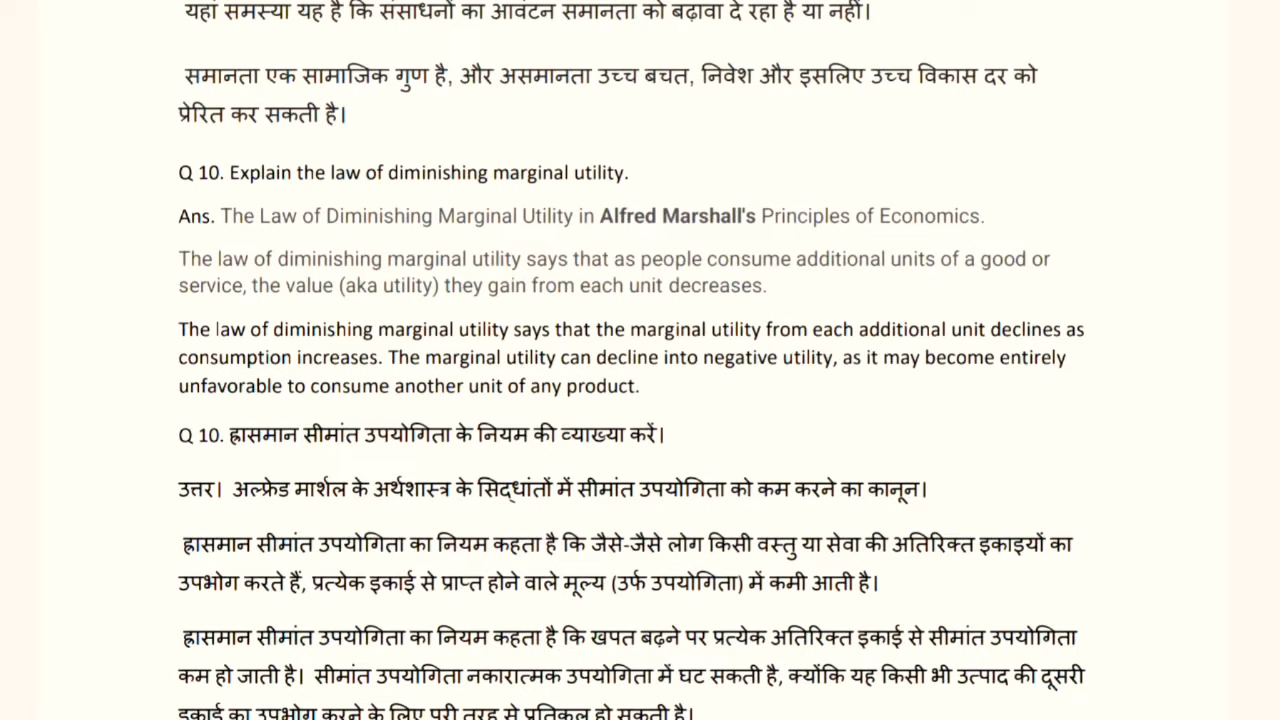 यहां समस्या यह है कि संसाधनों का आवंटन समानता को बढ़ावा दे रहा है या नहीं।
समानता एक सामाजिक गुण है, और असमानता उच्च बचत, निवेश और इसलिए उच्च विकास दर को
प्रेरित कर सकती है।
Q 10. Explain the law of diminishing marginal utility.
Ans. The Law of Diminishing Marginal Utility in Alfred Marshall's Principles of Economics.
The law of diminishing marginal utility says that as people consume additional units of a good or
service, the value (aka utility) they gain from each unit decreases.
The law of diminishing marginal utility says that the marginal utility from each additional unit declines as
consumption increases. The marginal utility can decline into negative utility, as it may become entirely
unfavorable to consume another unit of any product.
Q 10. ह्रासमान सीमांत उपयोगिता के नियम की व्याख्या करें।
उत्तर। अल्फ्रेड मार्शल के अर्थशास्त्र के सिद्धांतों में सीमांत उपयोगिता को कम करने का कानून।
ह्रासमान सीमांत उपयोगिता का नियम कहता है कि जैसे-जैसे लोग किसी वस्तु या सेवा की अतिरिक्त इकाइयों का
उपभोग करते हैं, प्रत्येक इकाई से प्राप्त होने वाले मूल्य (उर्फ उपयोगिता) में कमी आती है।
ह्रासमान सीमांत उपयोगिता का नियम कहता है कि खपत बढ़ने पर प्रत्येक अतिरिक्त इकाई से सीमांत उपयोगिता
कम हो जाती है। सीमांत उपयोगिता नकारात्मक उपयोगिता में घट सकती है, क्योंकि यह किसी भी उत्पाद की दूसरी
इकाई का उपभोग करने के लिए पूरी तरह से प्रतिकूल हो सकती है।